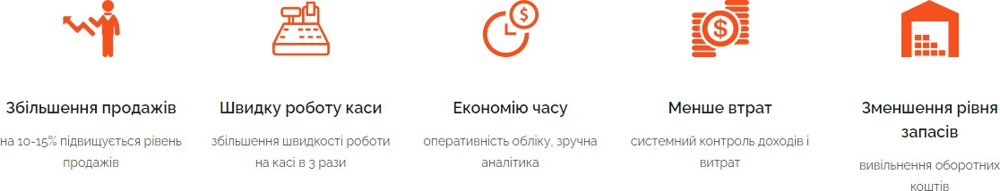 $
$
Збільшення продажів
на 10-15% підвищується рівень
продажів
Швидку роботу каси
збільшення швидкості роботи
на касі в 3 рази
Економію часу
оперативність обліку, зручна
аналітика
Менше втрат
системний контроль доходів і
витрат
Зменшення рівня
запасів
вивільнення оборотних
коштів